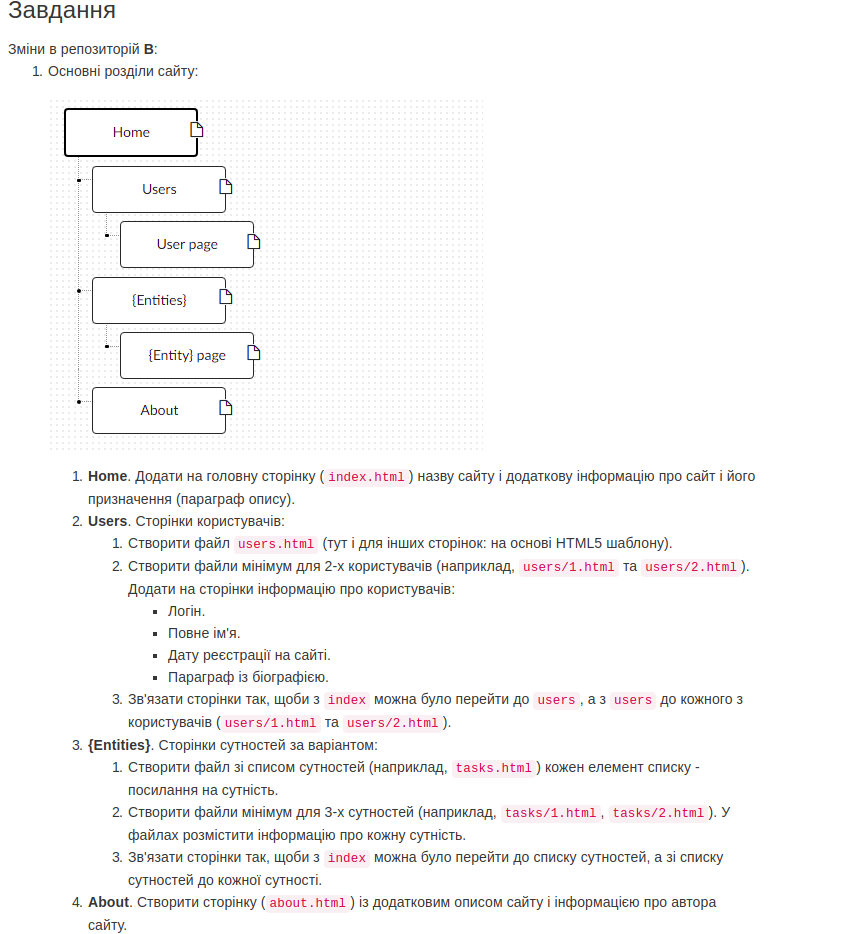 Завдання
Зміни в репозиторій B:
1. Основні розділи сайту:
Home
Users
User page
{Entities}
{Entity} page
About
1. Home. Додати на головну сторінку ( index.html ) назву сайту і додаткову інформацію про сайт і його
призначення (параграф опису).
2. Users. Сторінки користувачів:
1. Створити файл users.html (тут і для інших сторінок: на основі HTML5 шаблону).
2. Створити файли мінімум для 2-х користувачів (наприклад, users/1.html та users/2.html ).
Додати на сторінки інформацію про користувачів:
▪ Логін.
▪ Повне ім'я.
▪ Дату реєстрації на сайті.
▪ Параграф із біографією.
3. Зв'язати сторінки так, щоби з index можна було перейти до users , а з users до кожного з
користувачів ( users/1.html та users/2.html ).
3. {Entities}. Сторінки сутностей за варіантом:
1. Створити файл зі списом сутностей (наприклад, tasks.html ) кожен елемент списку -
посилання на сутність.
2. Створити файли мінімум для 3-х сутностей (наприклад, tasks/1.html , tasks/2.html ). У
файлах розмістити інформацію про кожну сутність.
3. Зв'язати сторінки так, щоби з index можна було перейти до списку сутностей, а зі списку
сутностей до кожної сутності.
4. About. Створити сторінку ( about.html ) із додатковим описом сайту і інформацією про автора
сайту.